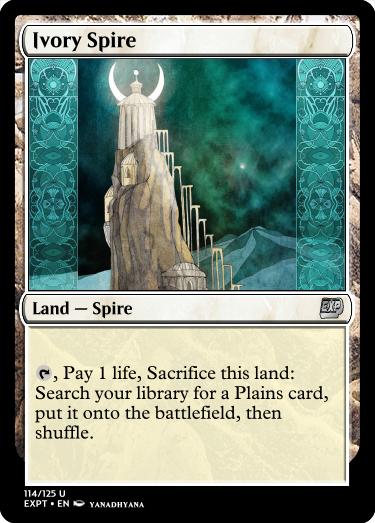 Ivory Spire
Land — Spire
EXP
, Pay 1 life, Sacrifice this land:
Search your library for a Plains card,
put it onto the battlefield, then
shuffle.
114/125 U
EXPT • EN YANADHYANA